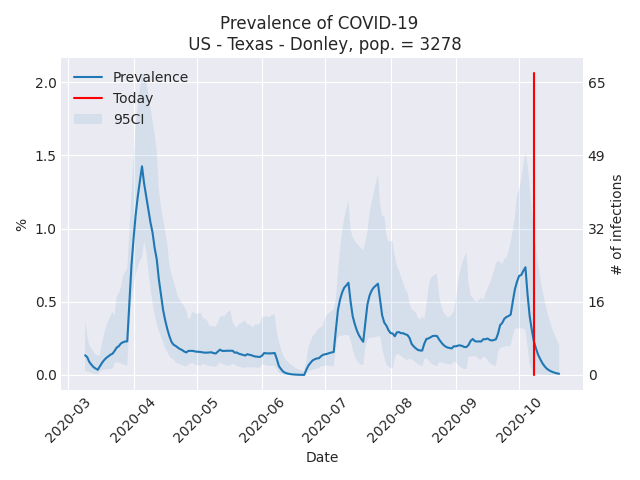 Prevalence of COVID-19
US - Texas - Donley, pop. = 3278
Prevalence
Today
95CI
%
2.0
1.5
1.0
0.5
0.0
65
49
32
16
0
# of infections
2020-03
2020-04
2020-05
2020-06
2020-07
2020-08
2020-09
2020-10
Date